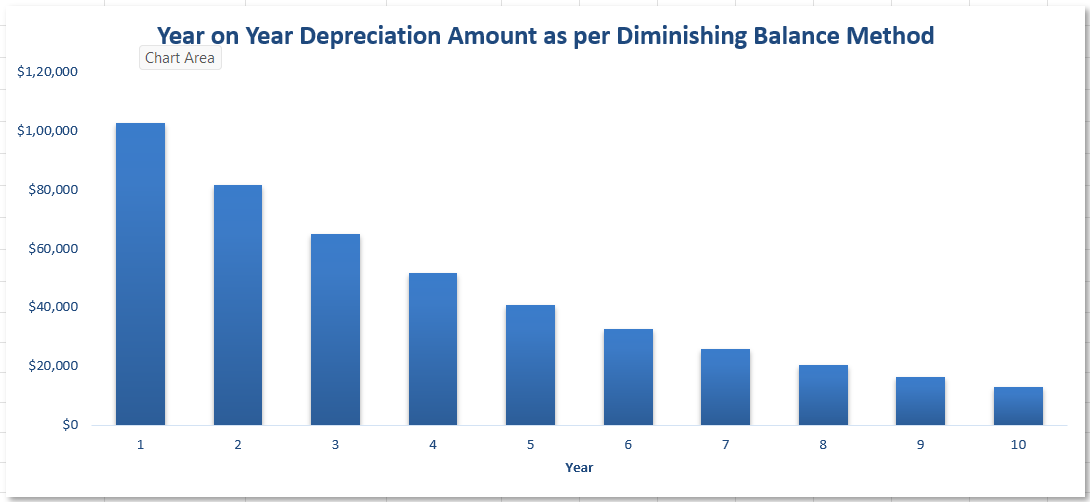 Year on Year Depreciation Amount as per Diminishing Balance Method
Chart Area
$1,20,000
$1,00,000
$80,000
$60,000
$40,000
$20,000
$0
1 2 3 4 5 6 7 8 9 10
Year